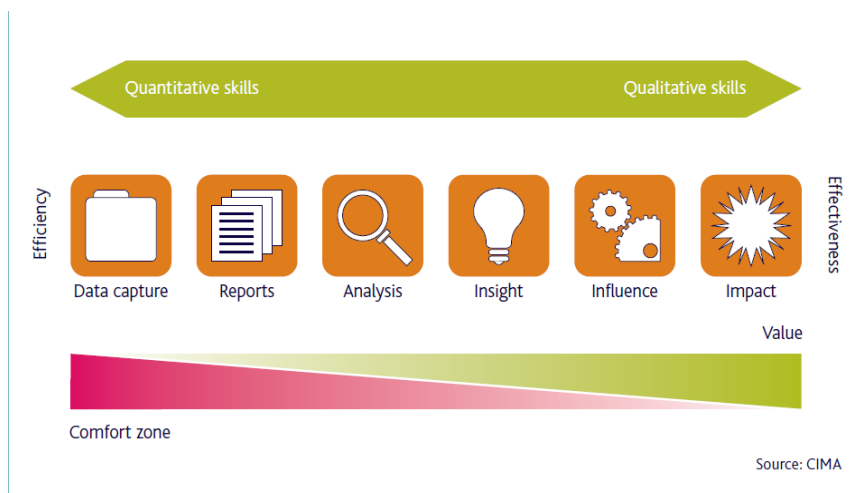 Quantitative skills
Qualitative skills
Efficiency
Effectiveness
Data capture
Reports
Analysis
Insight
Influence
Impact
Value
Comfort zone
Source: CIMA